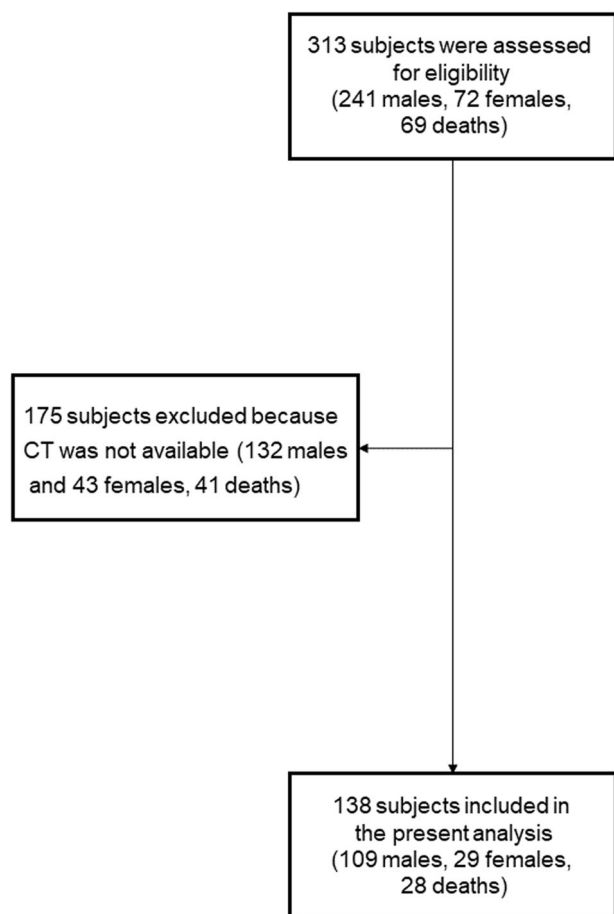 313 subjects were assessed
for eligibility
(241 males, 72 females,
69 deaths)
175 subjects excluded because
CT was not available (132 males
and 43 females, 41 deaths)
138 subjects included in
the present analysis
(109 males, 29 females,
28 deaths)